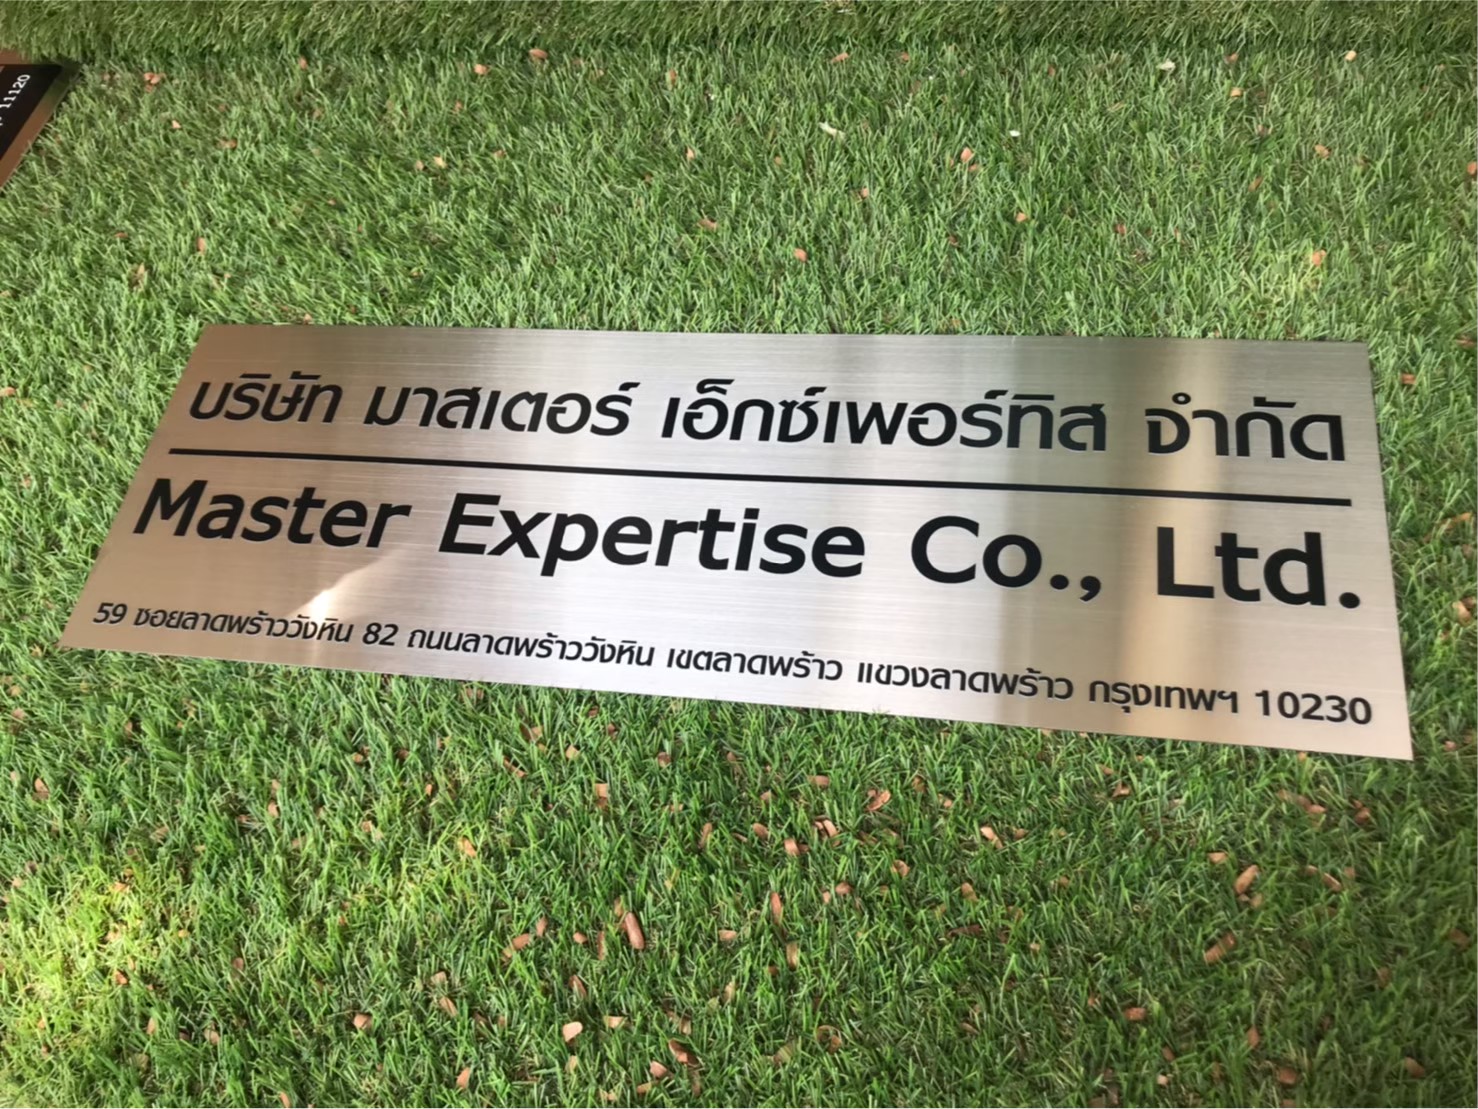 บริษัท มาสเตอร์ เอ็กซ์เพอร์ทิส จำกัด
Master Expertise Co., Ltd.
59 ซอยลาดพร้าววังหิน 82 ถนนลาดพร้าววังหิน เขตลาดพร้าว แขวงลาดพร้าว กรุงเทพฯ 10230
11120